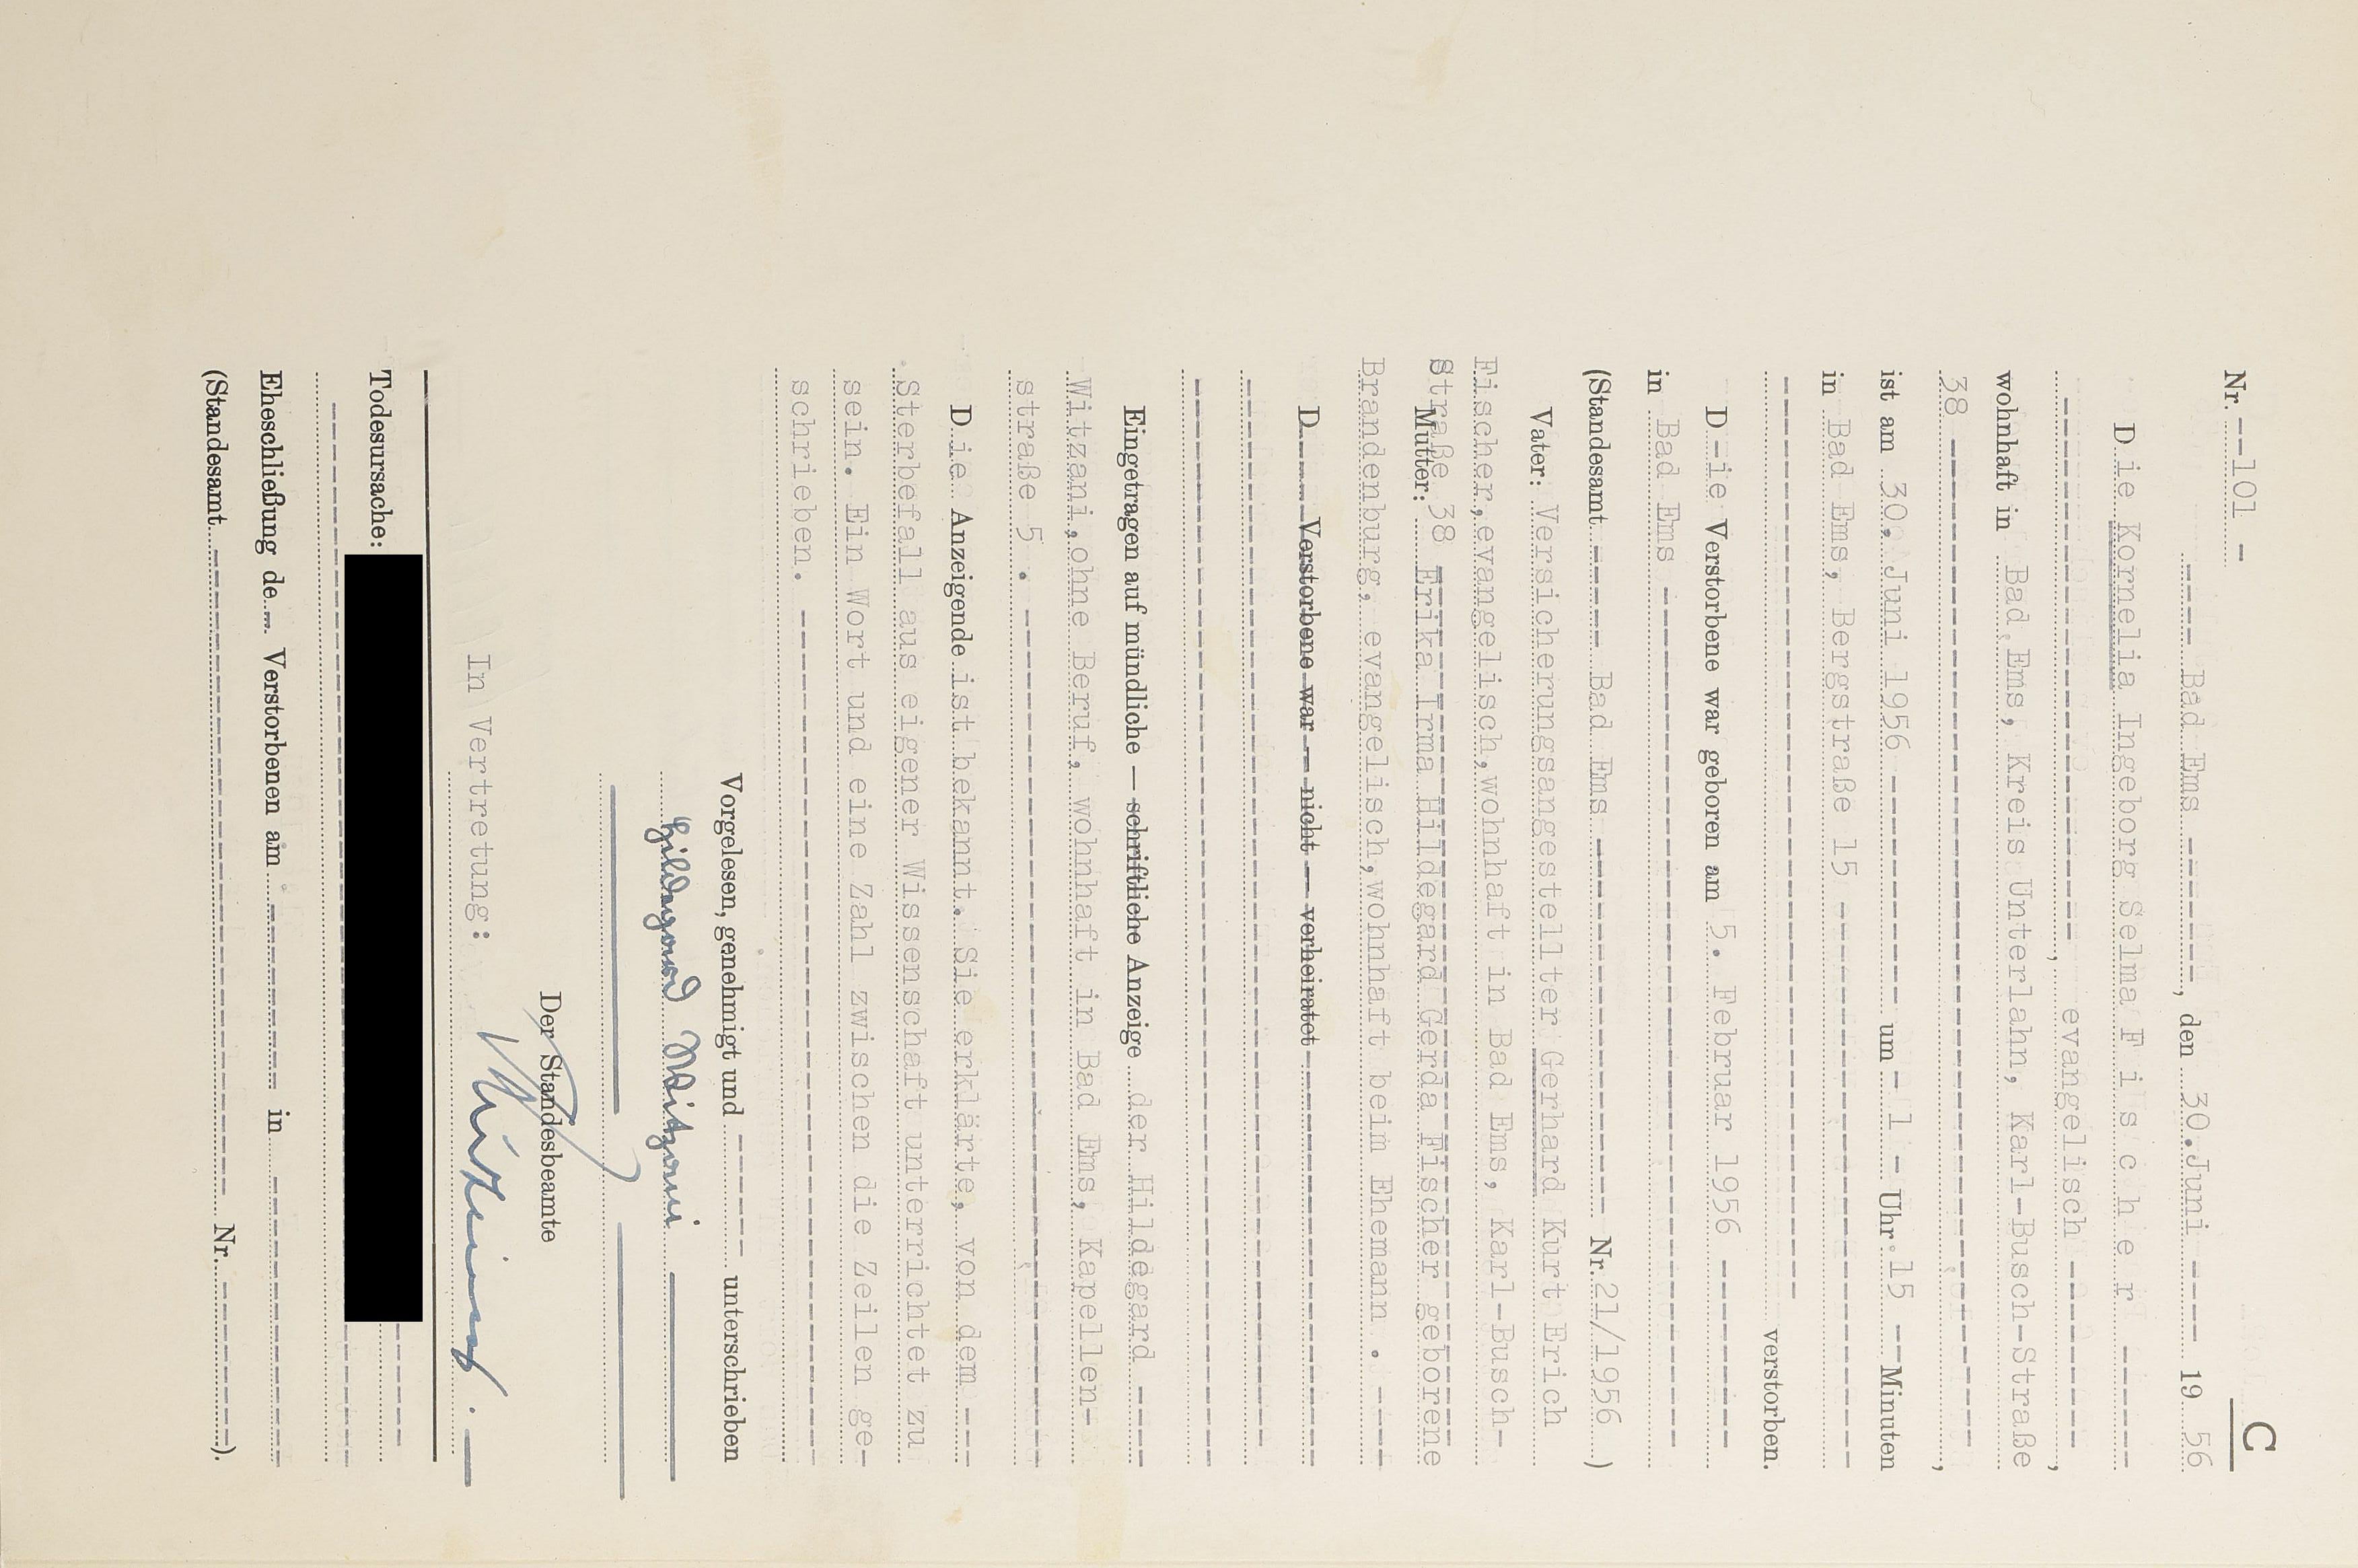 C
Nr. --101 -
---- Bad Ems -------, den 30.Juni ---- 19 56
Die Kornelia Ingeborg Selma F i s c h e r ------
--------------------------, evangelisch ---------,
wohnhaft in Bad Ems, Kreis Unterlahn, Karl-Busch-Straße
38 -----------------------------------------,
ist am 30. Juni 1956 ----------- um - 1 - Uhr 15 -- Minuten
in Bad Ems, Bergstraße 15 ---------------------------
------------------------------------------ verstorben.
D -ie Verstorbene war geboren am 5. Februar 1956 ---------
in Bad Ems ------------------------------------------
(Standesamt ----- Bad Ems ------------------ Nr. 21/1956 )
Vater: Versicherungsangestellter Gerhard Kurt Erich
Fischer,evangelisch,wohnhaft in Bad Ems, Karl-Busch-
Straße 38
Mutter: Erika Irma Hildegard Gerda Fischer geborene
Brandenburg, evangelisch,wohnhaft beim Ehemann . ----
D---- Verstorbene war — nicht — verheiratet -----------------
--------------------------------------------------
--------------------------------------------------
Eingetragen auf mündliche — schriftliche Anzeige der Hildegard ----
Witzani,ohne Beruf, wohnhaft in Bad Ems, Kapellen-
straße 5 . ------------------------------------
Die Anzeigende ist bekannt. Sie erklärte, von dem ---
Sterbefall aus eigener Wissenschaft unterrichtet zu
sein. Ein Wort und eine Zahl zwischen die Zeilen ge-
schrieben. ---------------------------------------
Vorgelesen, genehmigt und ------ unterschrieben
Hildegard Witzani
Der Standesbeamte
In Vertretung:
Todesursache: ------
--------------------------------------------------
Eheschließung de -- Verstorbenen am ---------- in ---------------
(Standesamt ---------------------------------- Nr. --------).